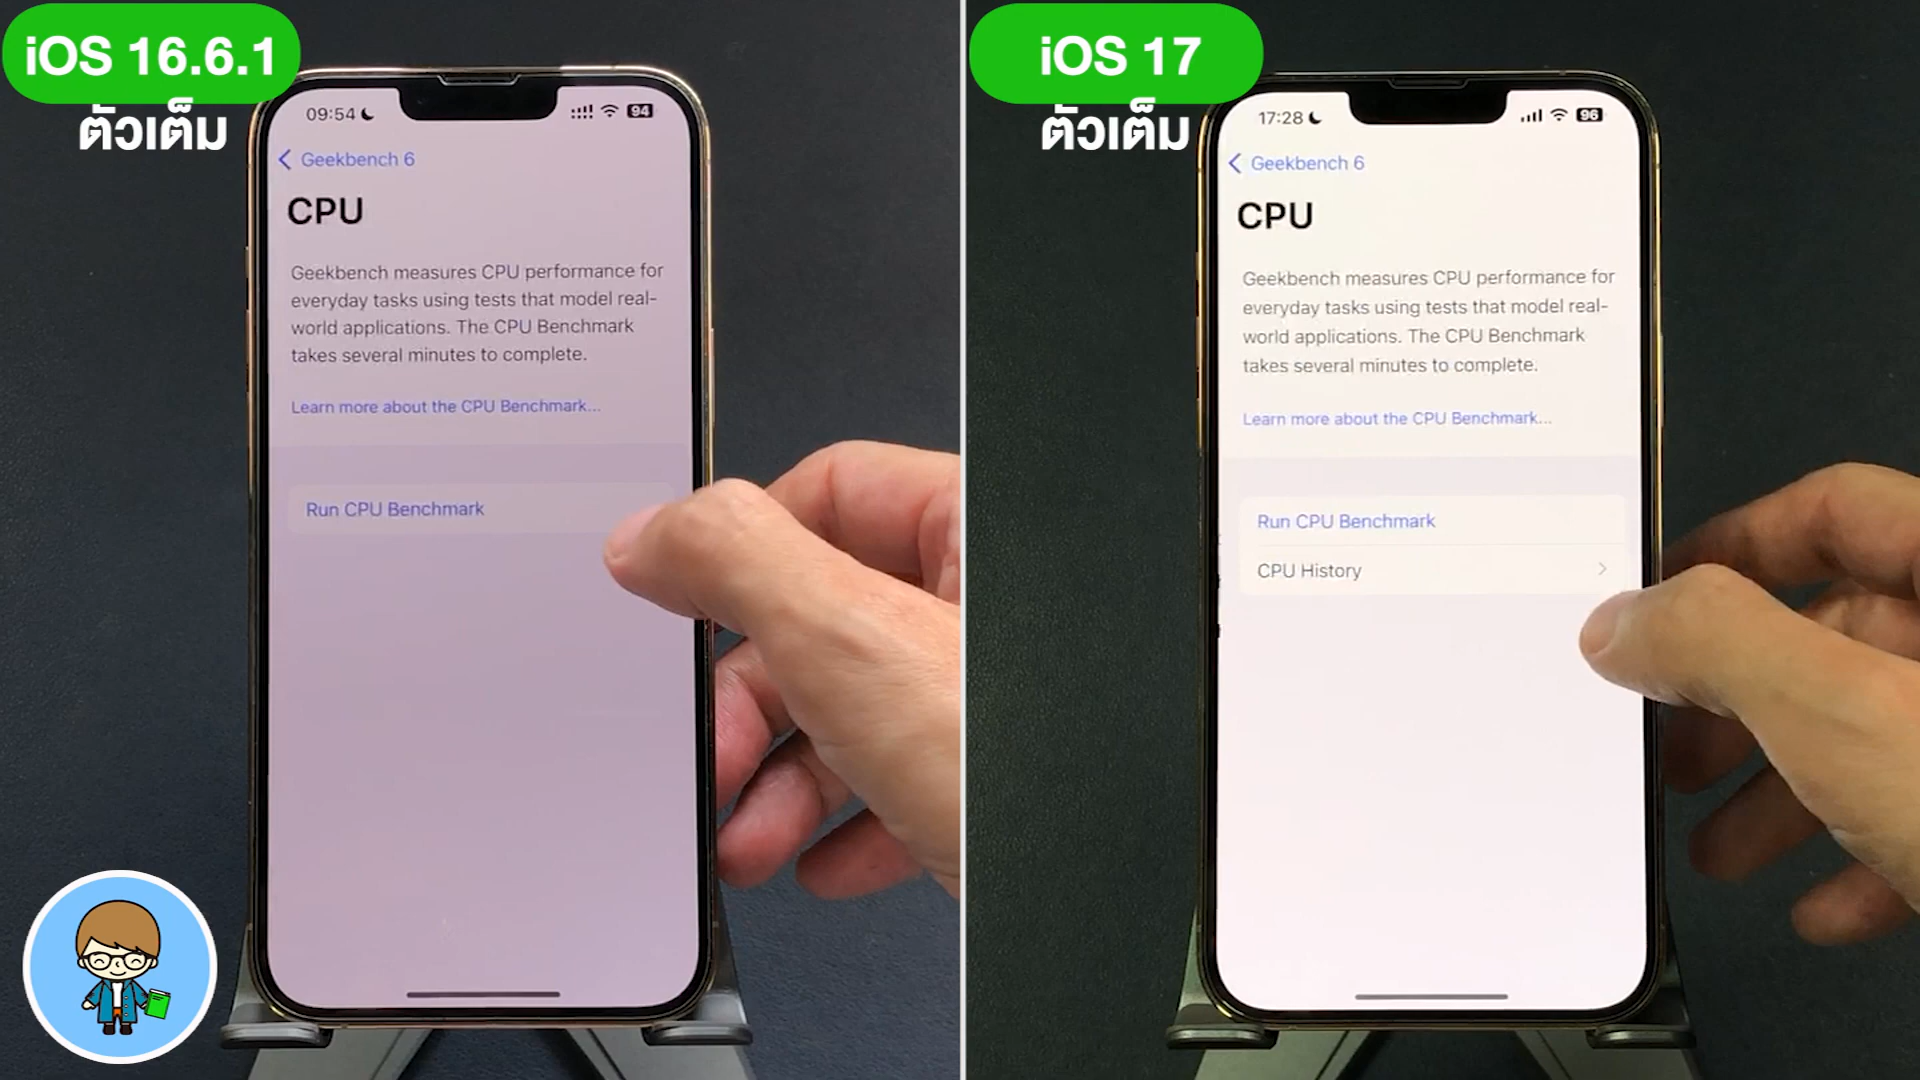 iOS 16.6.1
ตัวเต็ม
09:54
94
Geekbench 6
CPU
Geekbench measures CPU performance for
everyday tasks using tests that model real-
world applications. The CPU Benchmark
takes several minutes to complete.
Learn more about the CPU Benchmark...
Run CPU Benchmark
iOS 17
ตัวเต็ม
17:28
96
Geekbench 6
CPU
Geekbench measures CPU performance for
everyday tasks using tests that model real-
world applications. The CPU Benchmark
takes several minutes to complete.
Learn more about the CPU Benchmark...
Run CPU Benchmark
CPU History